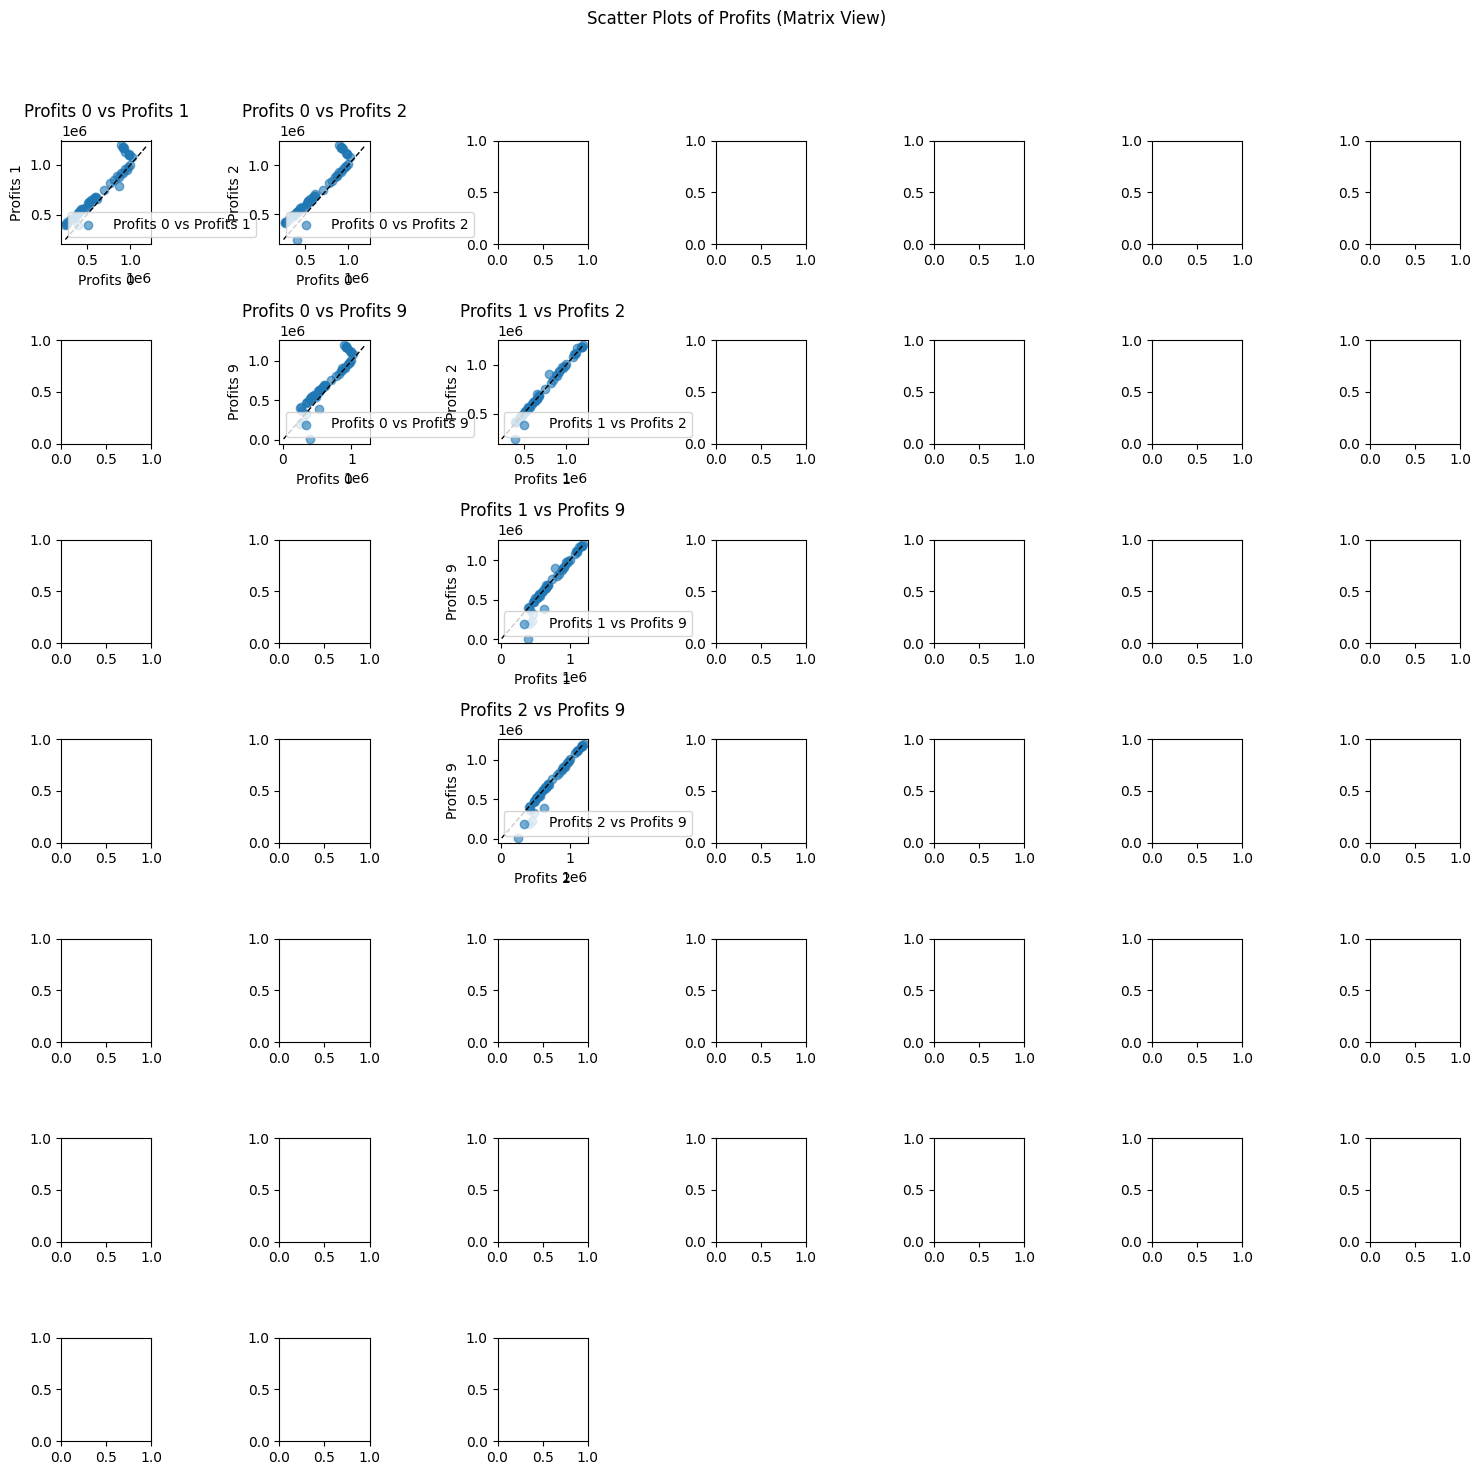 Scatter Plots of Profits (Matrix View)
Profits 0 vs Profits 1 Profits 0 vs Profits 2
1e6 1e6
1.0 1.0 1.0 1.0 1.0
1.0 1.0
Profits 1 Profits 2
0.5 0.5 0.5 0.5 0.5
0.5 0.5
Profits 0 vs Profits 1 Profits 0 vs Profits 2
0.0 0.0 0.0 0.0 0.0
0.5 1.0 0.5 1.0 0.0 0.5 1.0 0.0 0.5 1.0 0.0 0.5 1.0 0.0 0.5 1.0 0.0 0.5 1.0
Profits 0 1e6 Profits 0 1e6
Profits 0 vs Profits 9 Profits 1 vs Profits 2
1e6 1e6
1.0 1.0 1.0 1.0 1.0
1.0 1.0
Profits 9 Profits 2
0.5 0.5 0.5 0.5 0.5
0.5 0.5
Profits 0 vs Profits 9 Profits 1 vs Profits 2
0.0 0.0 0.0 0.0 0.0 0.0
0.0 0.5 1.0 0 1 0.5 1.0 0.0 0.5 1.0 0.0 0.5 1.0 0.0 0.5 1.0 0.0 0.5 1.0
Profits 0 1e6 Profits 1 1e6
Profits 1 vs Profits 9
1e6
1.0 1.0 1.0 1.0 1.0 1.0
1.0
Profits 9
0.5 0.5 0.5 0.5 0.5 0.5
0.5
Profits 1 vs Profits 9
0.0 0.0 0.0 0.0 0.0 0.0 0.0
0.0 0.5 1.0 0.0 0.5 1.0 0 1 0.0 0.5 1.0 0.0 0.5 1.0 0.0 0.5 1.0 0.0 0.5 1.0
Profits 1 1e6
Profits 2 vs Profits 9
1e6
1.0 1.0 1.0 1.0 1.0 1.0
1.0
Profits 9
0.5 0.5 0.5 0.5 0.5 0.5
0.5
Profits 2 vs Profits 9
0.0 0.0 0.0 0.0 0.0 0.0 0.0
0.0 0.5 1.0 0.0 0.5 1.0 0 1 0.0 0.5 1.0 0.0 0.5 1.0 0.0 0.5 1.0 0.0 0.5 1.0
Profits 2 1e6
1.0 1.0 1.0 1.0 1.0 1.0 1.0
0.5 0.5 0.5 0.5 0.5 0.5 0.5
0.0 0.0 0.0 0.0 0.0 0.0 0.0
0.0 0.5 1.0 0.0 0.5 1.0 0.0 0.5 1.0 0.0 0.5 1.0 0.0 0.5 1.0 0.0 0.5 1.0 0.0 0.5 1.0
1.0 1.0 1.0 1.0 1.0 1.0 1.0
0.5 0.5 0.5 0.5 0.5 0.5 0.5
0.0 0.0 0.0 0.0 0.0 0.0 0.0
0.0 0.5 1.0 0.0 0.5 1.0 0.0 0.5 1.0 0.0 0.5 1.0 0.0 0.5 1.0 0.0 0.5 1.0 0.0 0.5 1.0
1.0 1.0 1.0
0.5 0.5 0.5
0.0 0.0 0.0
0.0 0.5 1.0 0.0 0.5 1.0 0.0 0.5 1.0